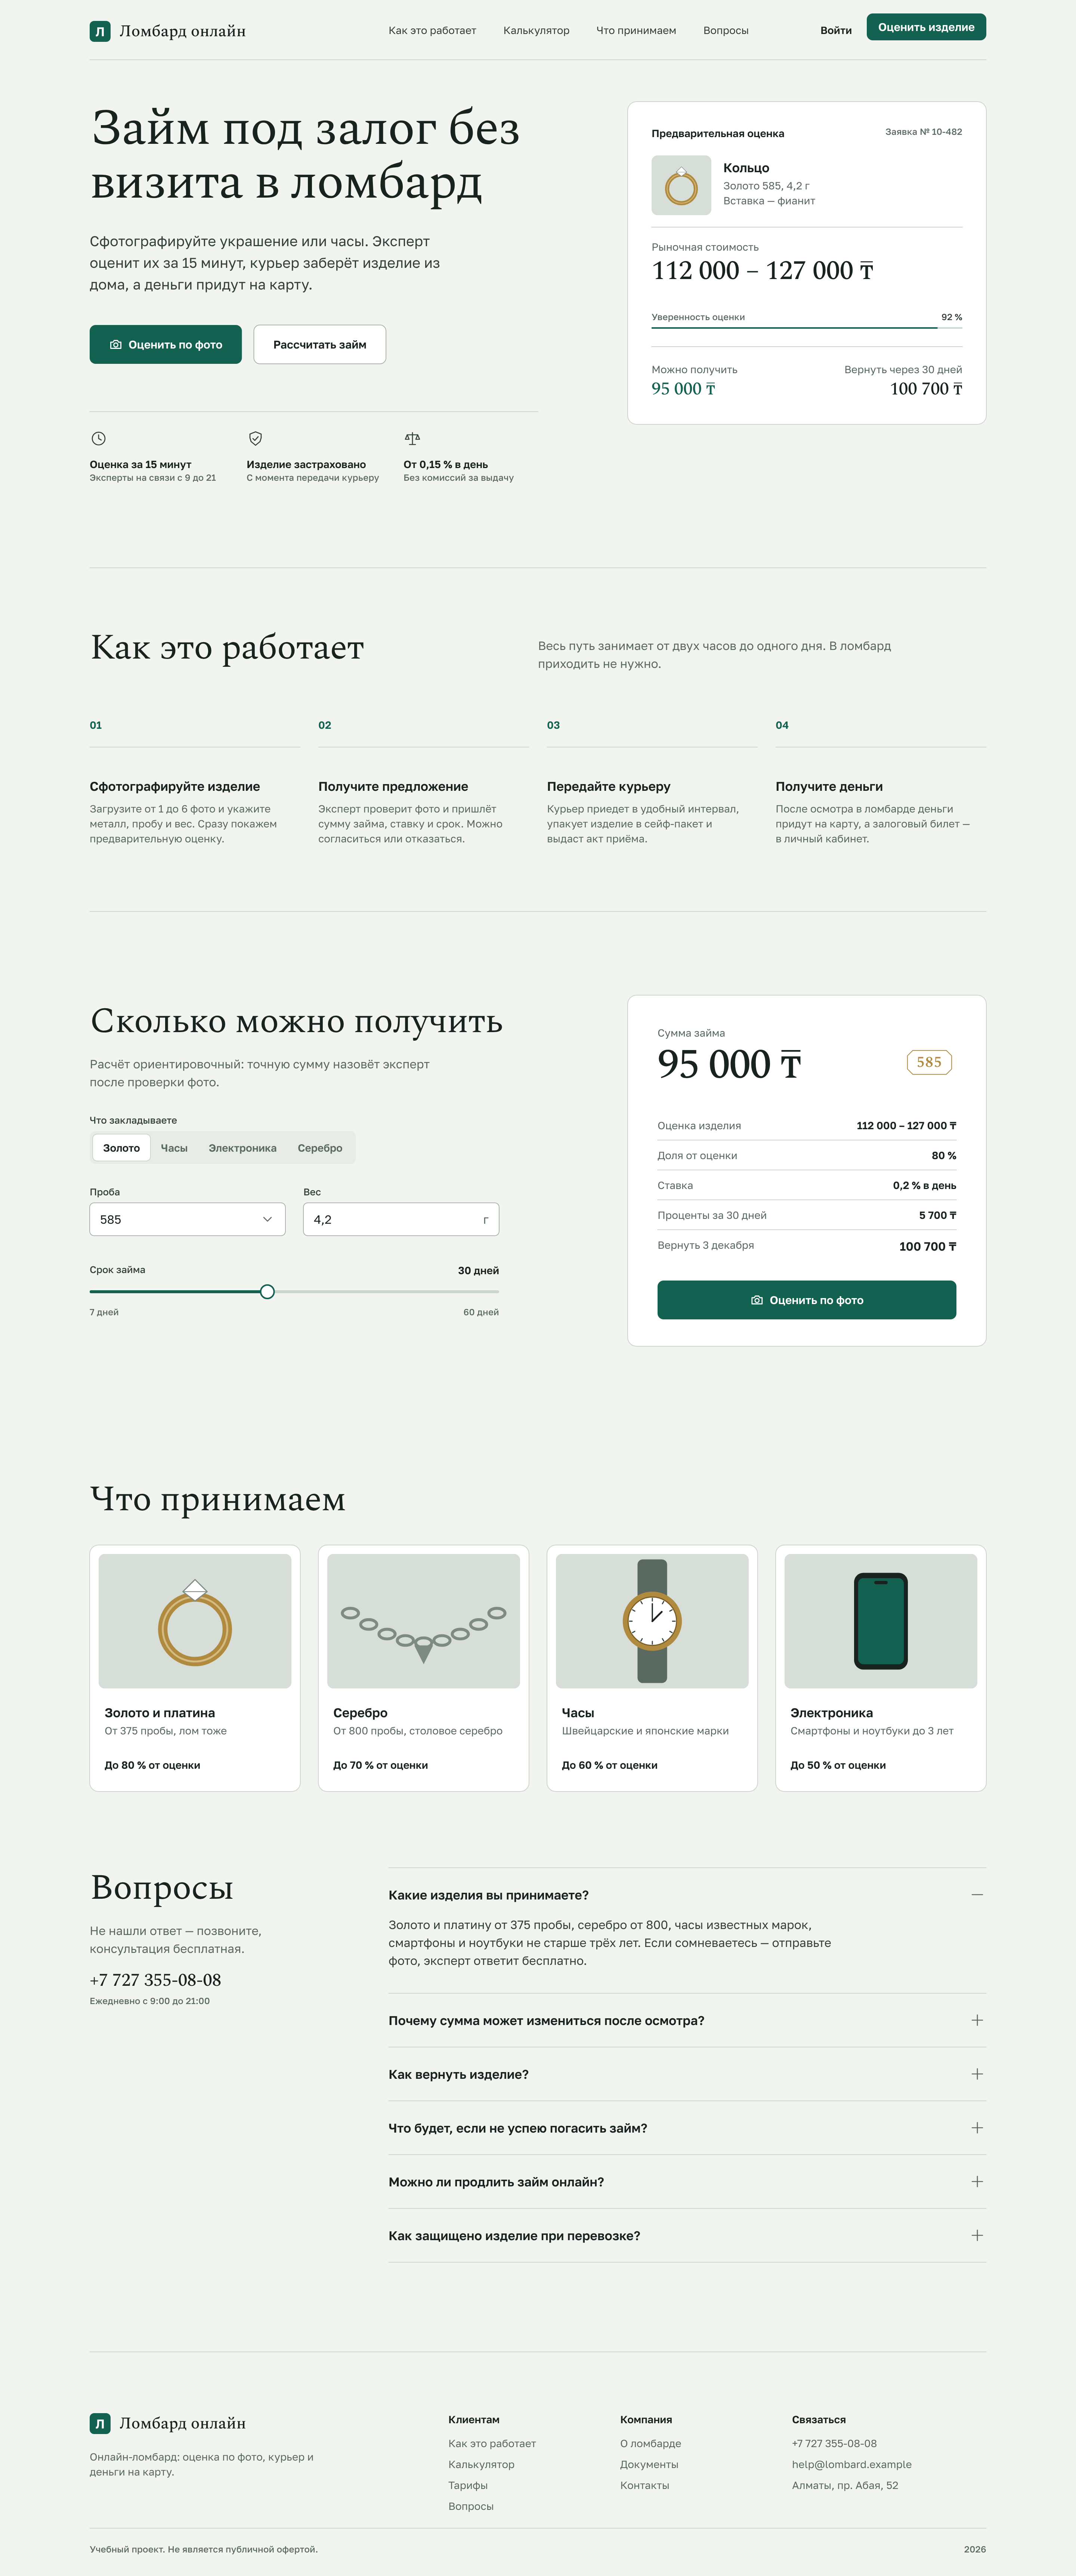 Л Ломбард онлайн
Как это работает
Калькулятор
Что принимаем
Вопросы
Войти
Оценить изделие
Займ под залог без
визита в ломбард
Сфотографируйте украшение или часы. Эксперт
оценит их за 15 минут, курьер заберёт изделие из
дома, а деньги придут на карту.
Оценить по фото
Рассчитать займ
Оценка за 15 минут
Эксперты на связи с 9 до 21
Изделие застраховано
С момента передачи курьеру
От 0,15 % в день
Без комиссий за выдачу
Предварительная оценка
Заявка № 10-482
Кольцо
Золото 585, 4,2 г
Вставка — фианит
Рыночная стоимость
112 000 – 127 000 ₸
Уверенность оценки
92 %
Можно получить
95 000 ₸
Вернуть через 30 дней
100 700 ₸
Как это работает
Весь путь занимает от двух часов до одного дня. В ломбард
приходить не нужно.
01
Сфотографируйте изделие
Загрузите от 1 до 6 фото и укажите
металл, пробу и вес. Сразу покажем
предварительную оценку.
02
Получите предложение
Эксперт проверит фото и пришлёт
сумму займа, ставку и срок. Можно
согласиться или отказаться.
03
Передайте курьеру
Курьер приедет в удобный интервал,
упакует изделие в сейф-пакет и
выдаст акт приёма.
04
Получите деньги
После осмотра в ломбарде деньги
придут на карту, а залоговый билет —
в личный кабинет.
Сколько можно получить
Расчёт ориентировочный: точную сумму назовёт эксперт
после проверки фото.
Что закладываете
Золото
Часы
Электроника
Серебро
Проба
585
Вес
4,2
г
Срок займа
30 дней
7 дней
60 дней
Сумма займа
95 000 ₸
585
Оценка изделия
112 000 – 127 000 ₸
Доля от оценки
80 %
Ставка
0,2 % в день
Проценты за 30 дней
5 700 ₸
Вернуть 3 декабря
100 700 ₸
Оценить по фото
Что принимаем
Золото и платина
От 375 пробы, лом тоже
До 80 % от оценки
Серебро
От 800 пробы, столовое серебро
До 70 % от оценки
Часы
Швейцарские и японские марки
До 60 % от оценки
Электроника
Смартфоны и ноутбуки до 3 лет
До 50 % от оценки
Вопросы
Не нашли ответ — позвоните,
консультация бесплатная.
+7 727 355-08-08
Ежедневно с 9:00 до 21:00
Какие изделия вы принимаете?
Золото и платину от 375 пробы, серебро от 800, часы известных марок,
смартфоны и ноутбуки не старше трёх лет. Если сомневаетесь — отправьте
фото, эксперт ответит бесплатно.
Почему сумма может измениться после осмотра?
Как вернуть изделие?
Что будет, если не успею погасить займ?
Можно ли продлить займ онлайн?
Как защищено изделие при перевозке?
Л Ломбард онлайн
Онлайн-ломбард: оценка по фото, курьер и
деньги на карту.
Клиентам
Как это работает
Калькулятор
Тарифы
Вопросы
Компания
О ломбарде
Документы
Контакты
Связаться
+7 727 355-08-08
help@lombard.example
Алматы, пр. Абая, 52
Учебный проект. Не является публичной офертой.
2026